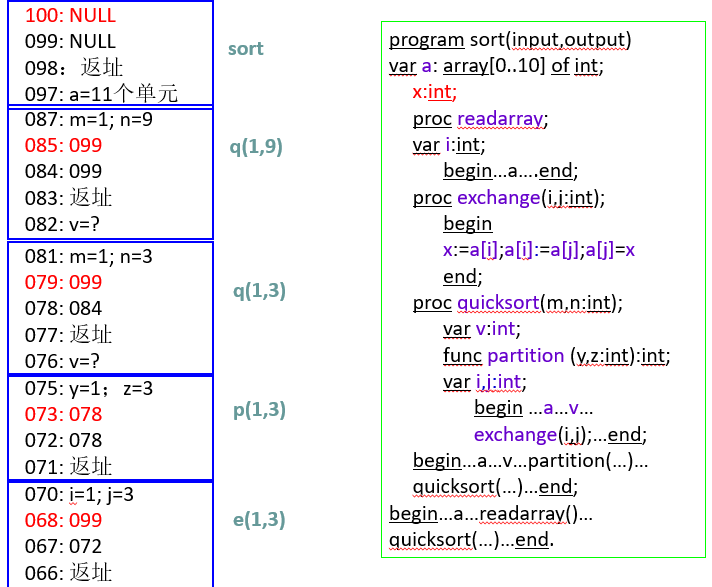 100: NULL
099: NULL
098：返址
097: a=11个单元
sort
087: m=1; n=9
085: 099
084: 099
083: 返址
082: v=?
q(1,9)
081: m=1; n=3
079: 099
078: 084
077: 返址
076: v=?
q(1,3)
075: y=1；z=3
073: 078
072: 078
071: 返址
p(1,3)
070: i=1; j=3
068: 099
067: 072
066: 返址
e(1,3)
program sort(input,output)
var a: array[0..10] of int;
x:int;
proc readarray;
var i:int;
begin...a....end;
proc exchange(i,j:int);
begin
x:=a[i];a[i]:=a[j];a[j]=x
end;
proc quicksort(m,n:int);
var v:int;
func partition (y,z:int):int;
var i,j:int;
begin ...a...v...
exchange(i,j);...end;
begin...a...v...partition(...)...
quicksort(...)...end;
begin...a...readarray()...
quicksort(...)...end.